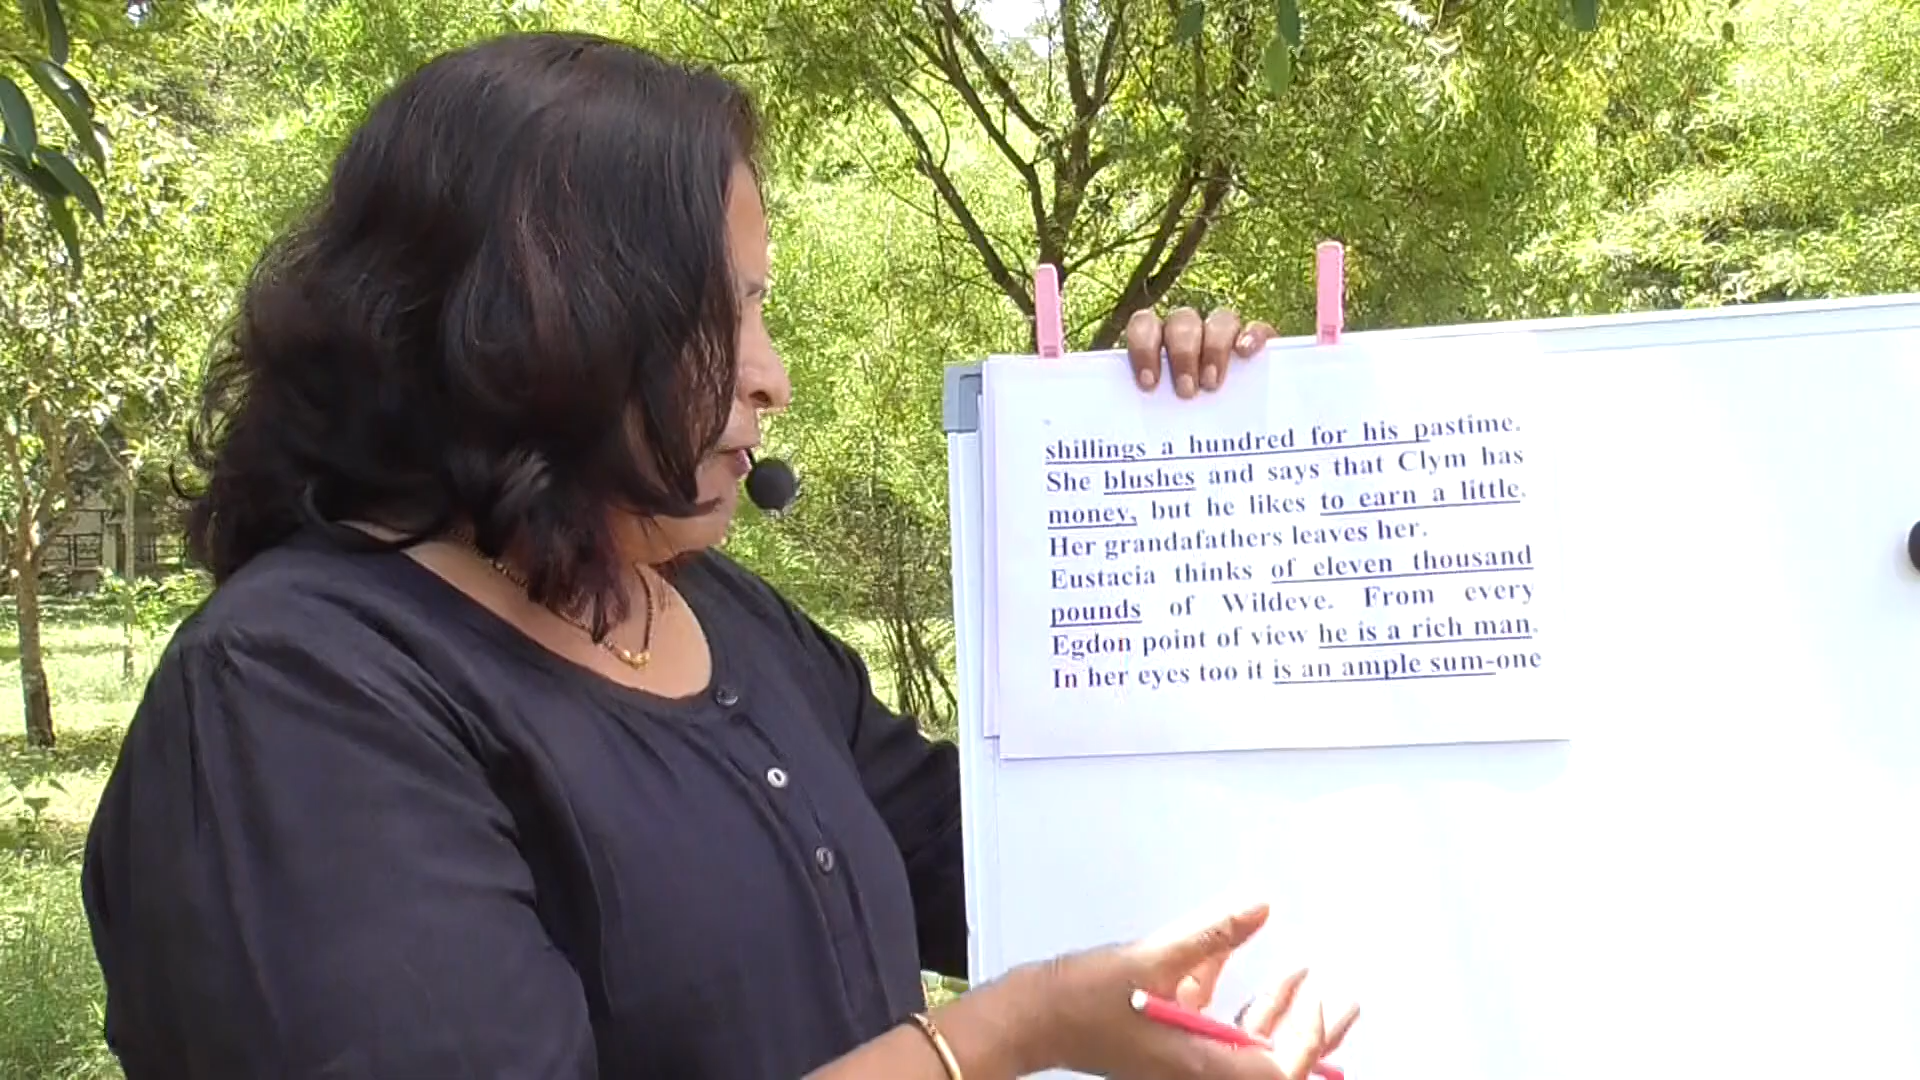 shillings a hundred for his pastime.
She blushes and says that Clym has
money, but he likes to earn a little.
Her grandafathers leaves her.
Eustacia thinks of eleven thousand
pounds of Wildeve. From every
Egdon point of view he is a rich man.
In her eyes too it is an ample sum-one